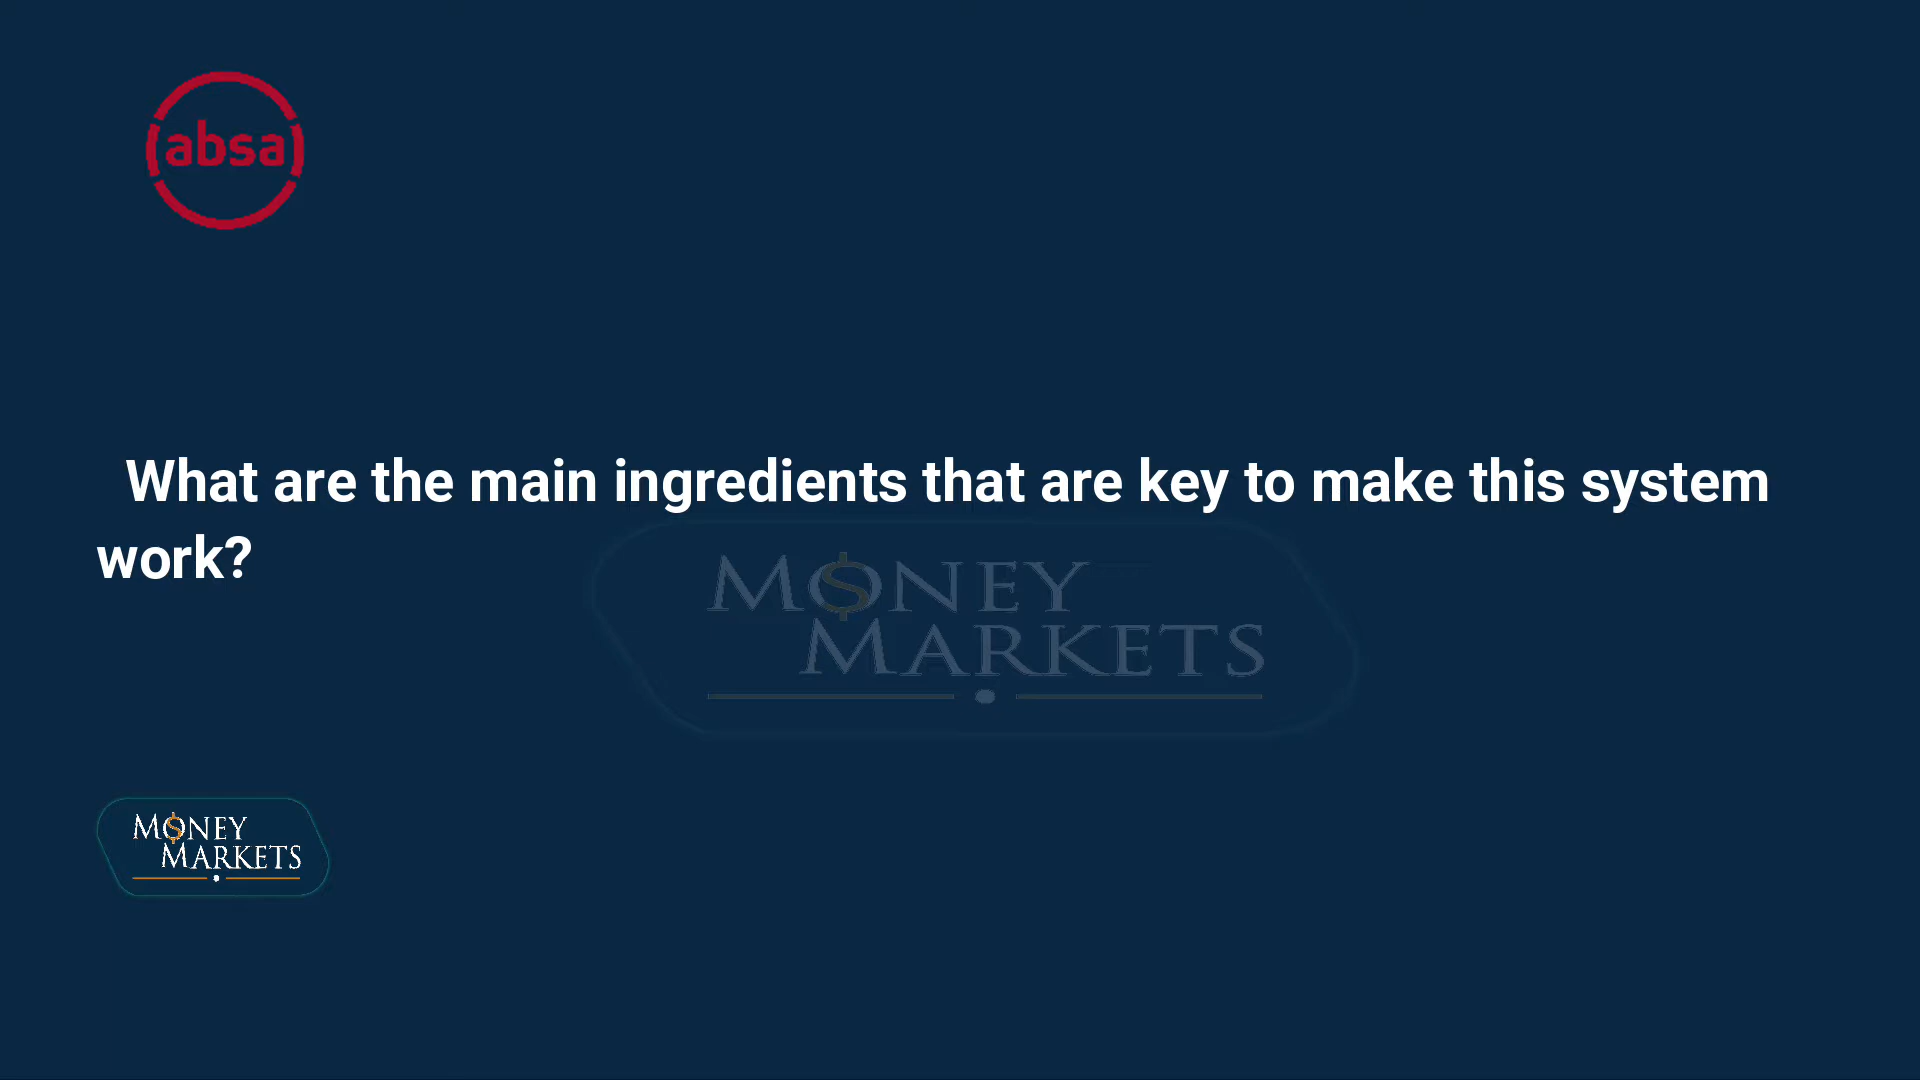 absa
What are the main ingredients that are key to make this system
work?
MONEY
MARKETS
MONEY
MARKETS